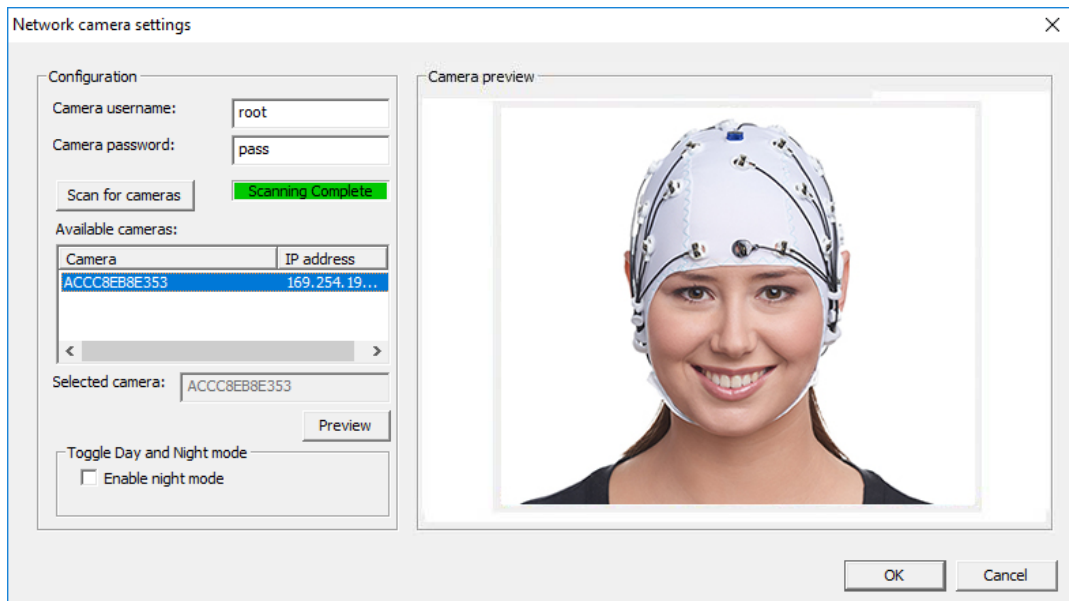 Network camera settings
Configuration
Camera username:
root
Camera password:
pass
Scan for cameras
Scanning Complete
Available cameras:
Camera IP address
ACCC8EB8E353 169.254.19...
Selected camera:
ACCC8EB8E353
Preview
Toggle Day and Night mode
Enable night mode
Camera preview
OK
Cancel